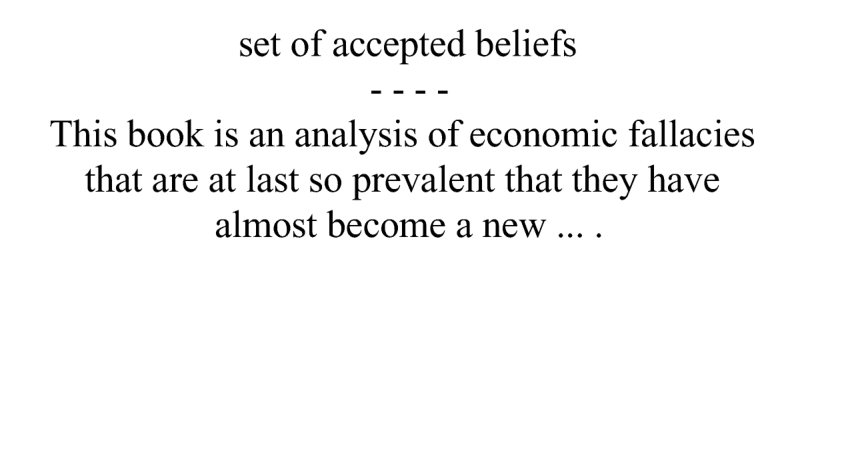 set of accepted beliefs
- - - -
This book is an analysis of economic fallacies
that are at last so prevalent that they have
almost become a new ... .